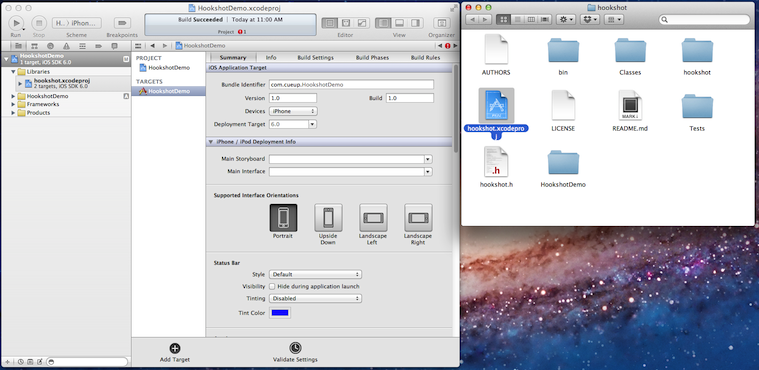 HookshotDemo.xcodeproj
Run
Stop
H..
iPhon...
Scheme
Breakpoints
Build Succeeded | Today at 11:00 AM
Project 1
Editor
View
Organizer
HookshotDemo
HookshotDemo
1 target, iOS SDK 6.0
M
Libraries
hookshot.xcodeproj
2 targets, iOS SDK 6.0
HookshotDemo
A
Frameworks
Products
PROJECT
HookshotDemo
TARGETS
HookshotDemo
Summary
Info
Build Settings
Build Phases
Build Rules
iOS Application Target
Bundle Identifier com.cueup.HookshotDemo
Version 1.0
Build 1.0
Devices iPhone
Deployment Target 6.0
iPhone / iPod Deployment Info
Main Storyboard
Main Interface
Supported Interface Orientations
Portrait
Upside
Down
Landscape
Left
Landscape
Right
Status Bar
Style Default
Visibility Hide during application launch
Tinting Disabled
Tint Color
Add Target
Validate Settings
hookshot
AUTHORS
bin
Classes
hookshot
hookshot.xcodepro
j
LICENSE
MARK↓
README.md
Tests
.h
hookshot.h
HookshotDemo